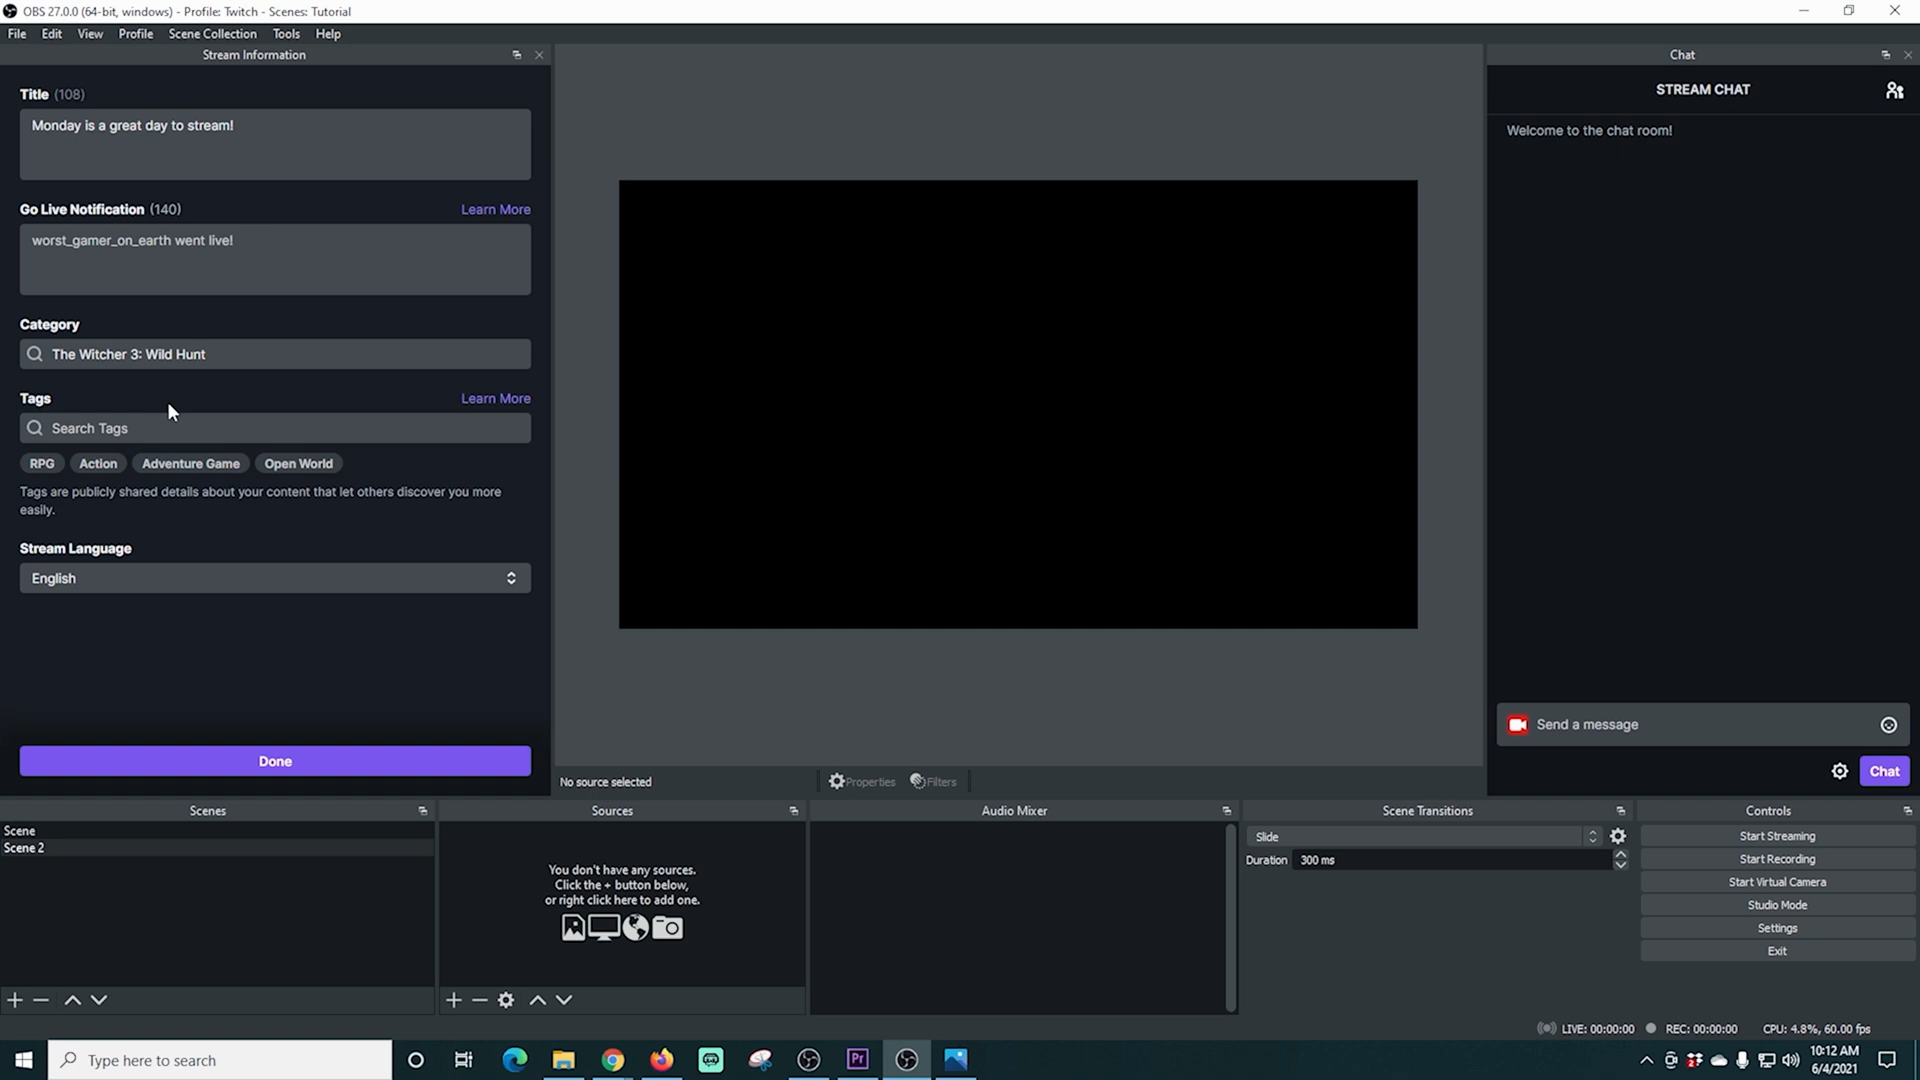 OBS 27.0.0 (64-bit, windows) - Profile: Twitch - Scenes: Tutorial
File Edit View Profile Scene Collection Tools Help
Stream Information
Title (108)
Monday is a great day to stream!
Go Live Notification (140) Learn More
worst_gamer_on_earth went live!
Category
The Witcher 3: Wild Hunt
Tags Learn More
Search Tags
RPG Action Adventure Game Open World
Tags are publicly shared details about your content that let others discover you more
easily.
Stream Language
English
Done
No source selected Properties Filters
Chat
STREAM CHAT
Welcome to the chat room!
Send a message
Chat
Scenes
Scene
Scene 2
Sources
You don't have any sources.
Click the + button below,
or right click here to add one.
Audio Mixer
Scene Transitions
Slide
Duration 300 ms
Controls
Start Streaming
Start Recording
Start Virtual Camera
Studio Mode
Settings
Exit
LIVE: 00:00:00 REC: 00:00:00 CPU: 4.8%, 60.00 fps
Type here to search
Pr
10:12 AM
6/4/2021